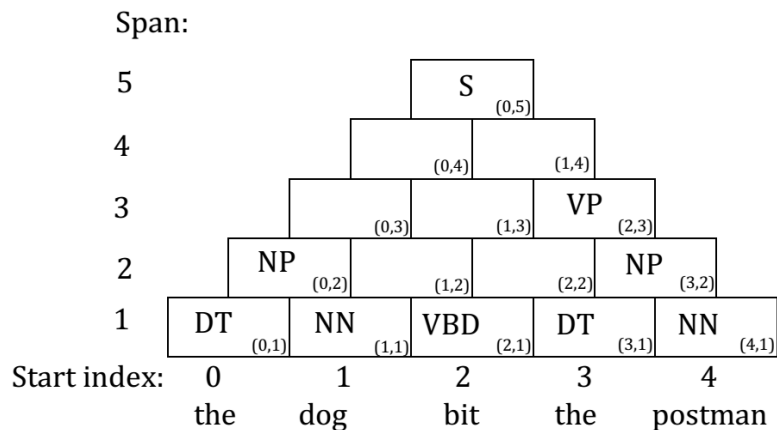 Span:
5 S (0,5)
4 (0,4) (1,4)
3 (0,3) (1,3) VP (2,3)
2 NP (0,2) (1,2) (2,2) NP (3,2)
1 DT (0,1) NN (1,1) VBD (2,1) DT (3,1) NN (4,1)
Start index: 0 1 2 3 4
the dog bit the postman